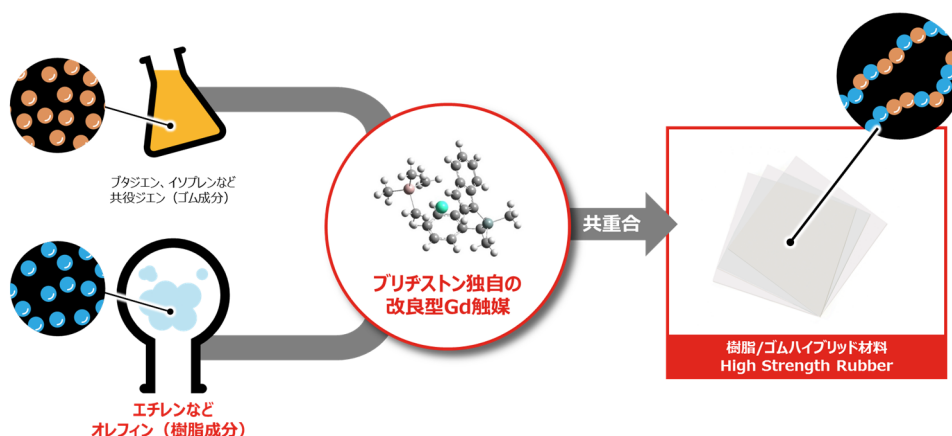 ブタジエン、イソプレンなど
共役ジエン（ゴム成分）
エチレンなど
オレフィン（樹脂成分）
ブリヂストン独自の
改良型Gd触媒
共重合
樹脂/ゴムハイブリッド材料
High Strength Rubber